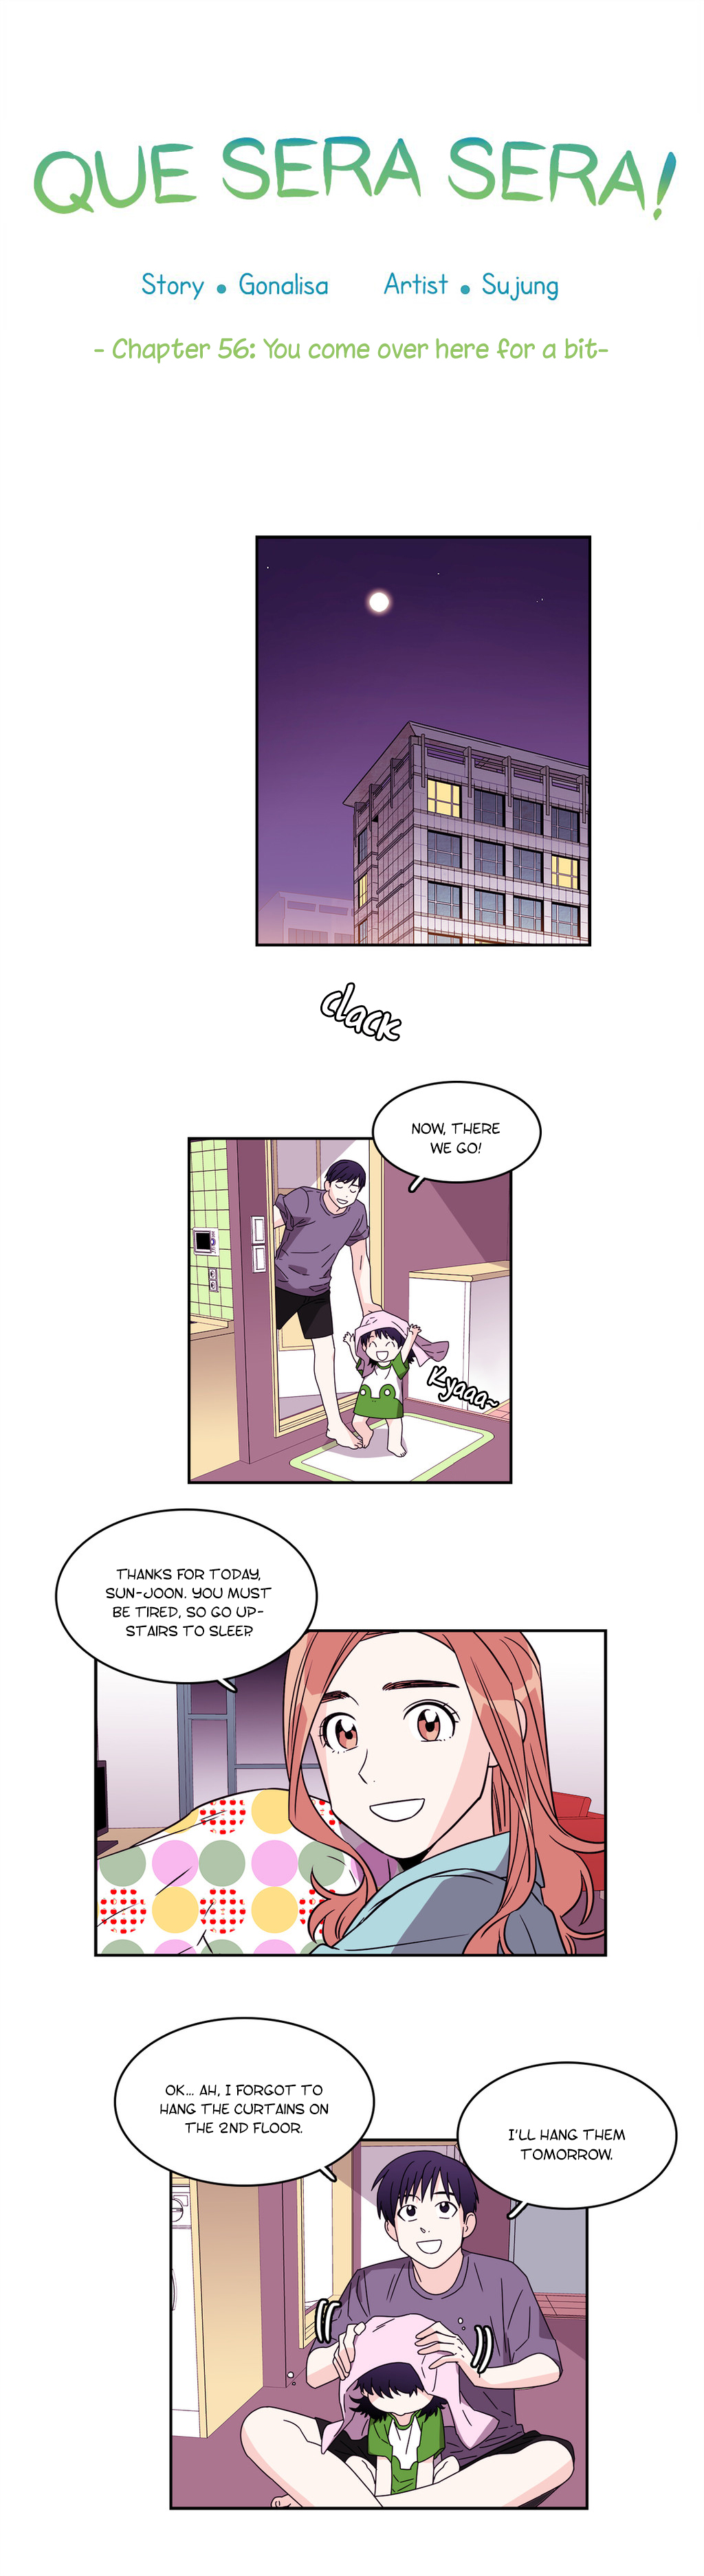 QUE SERA SERA!
Story • Gonalisa Artist • Sujung
- Chapter 56: You come over here for a bit-
clack
NOW, THERE
WE GO!
Kyaaa~
THANKS FOR TODAY,
SUN-JOON. YOU MUST
BE TIRED, SO GO UP-
STAIRS TO SLEEP.
OK... AH, I FORGOT TO
HANG THE CURTAINS ON
THE 2ND FLOOR.
I'LL HANG THEM
TOMORROW.